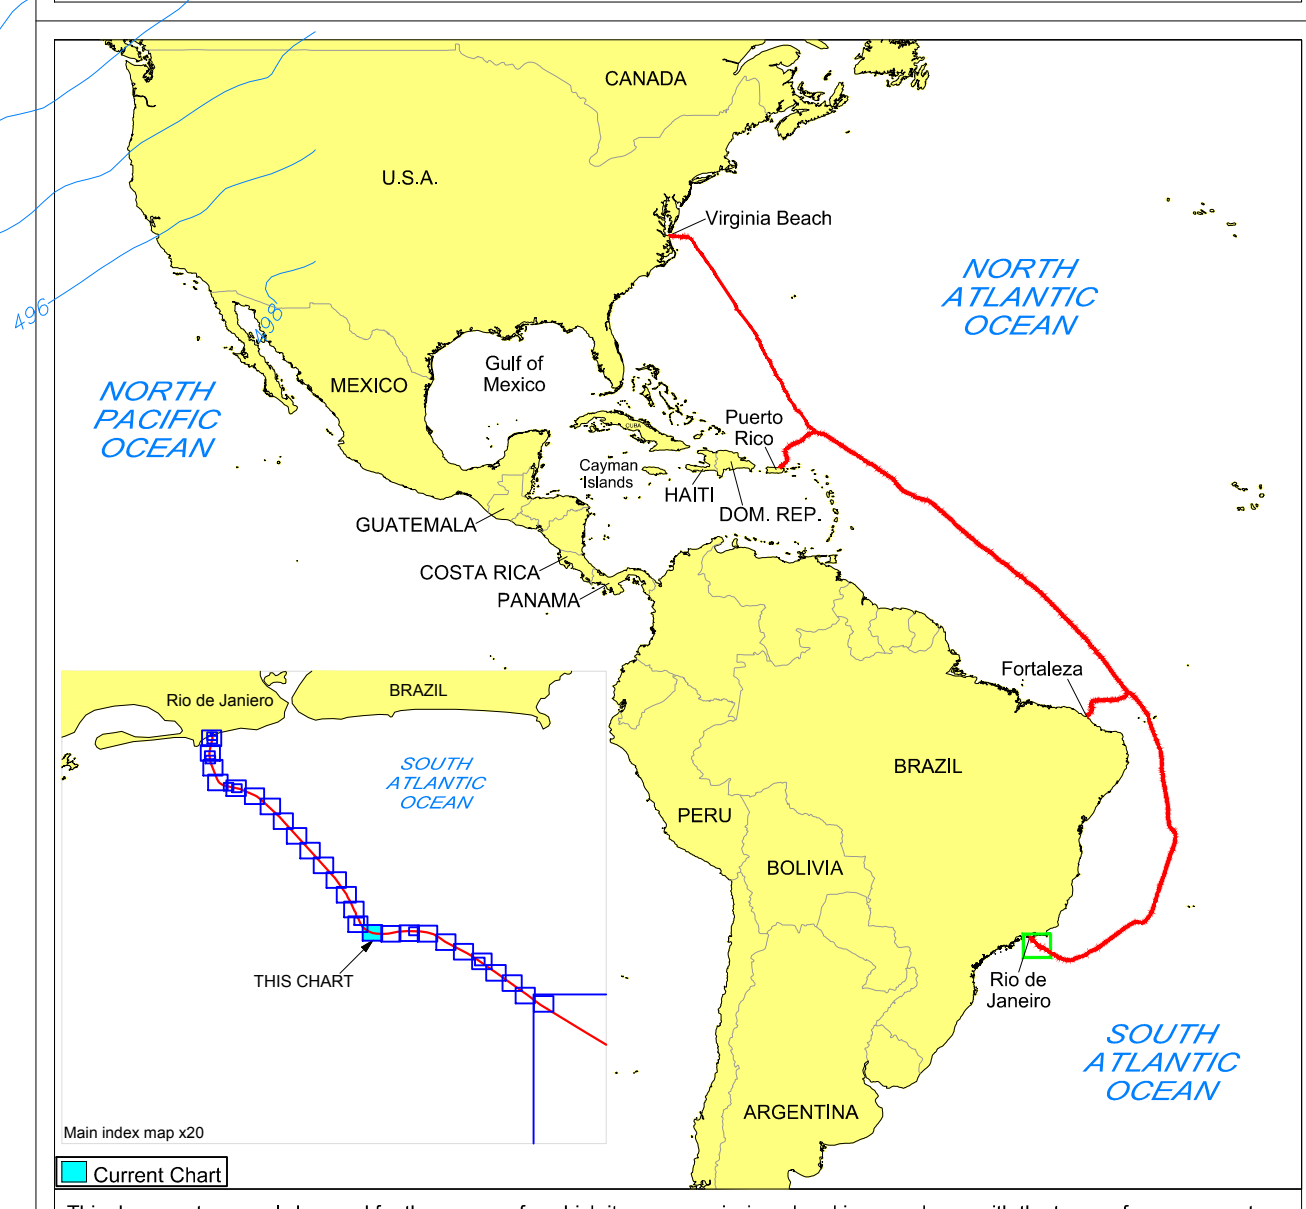 CANADA
U.S.A.
Virginia Beach
NORTH
ATLANTIC
OCEAN
496
498
Gulf of
Mexico
MEXICO
NORTH
PACIFIC
OCEAN
Puerto
Rico
CUBA
Cayman
Islands
HAITI
DOM. REP.
GUATEMALA
COSTA RICA
PANAMA
Fortaleza
BRAZIL
PERU
BOLIVIA
Rio de
Janeiro
SOUTH
ATLANTIC
OCEAN
ARGENTINA
Rio de Janiero
BRAZIL
SOUTH
ATLANTIC
OCEAN
THIS CHART
Main index map x20
Current Chart